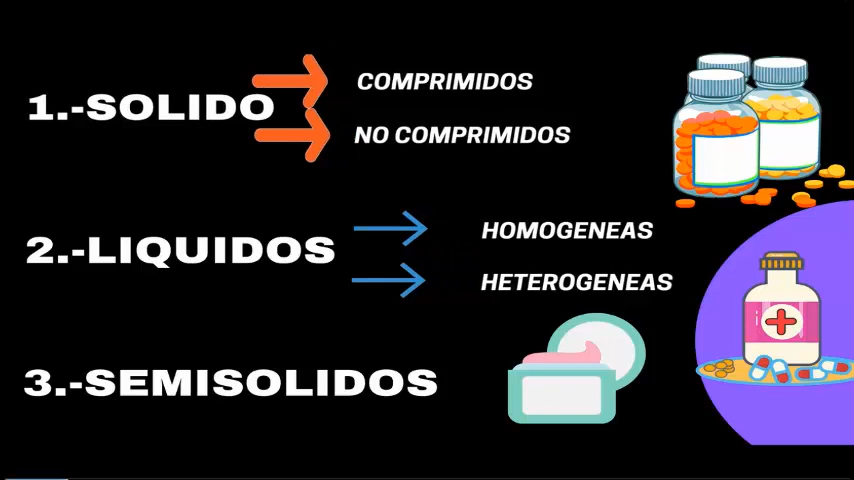 1.-SOLIDO
COMPRIMIDOS
NO COMPRIMIDOS
2.-LIQUIDOS
HOMOGENEAS
HETEROGENEAS
3.-SEMISOLIDOS